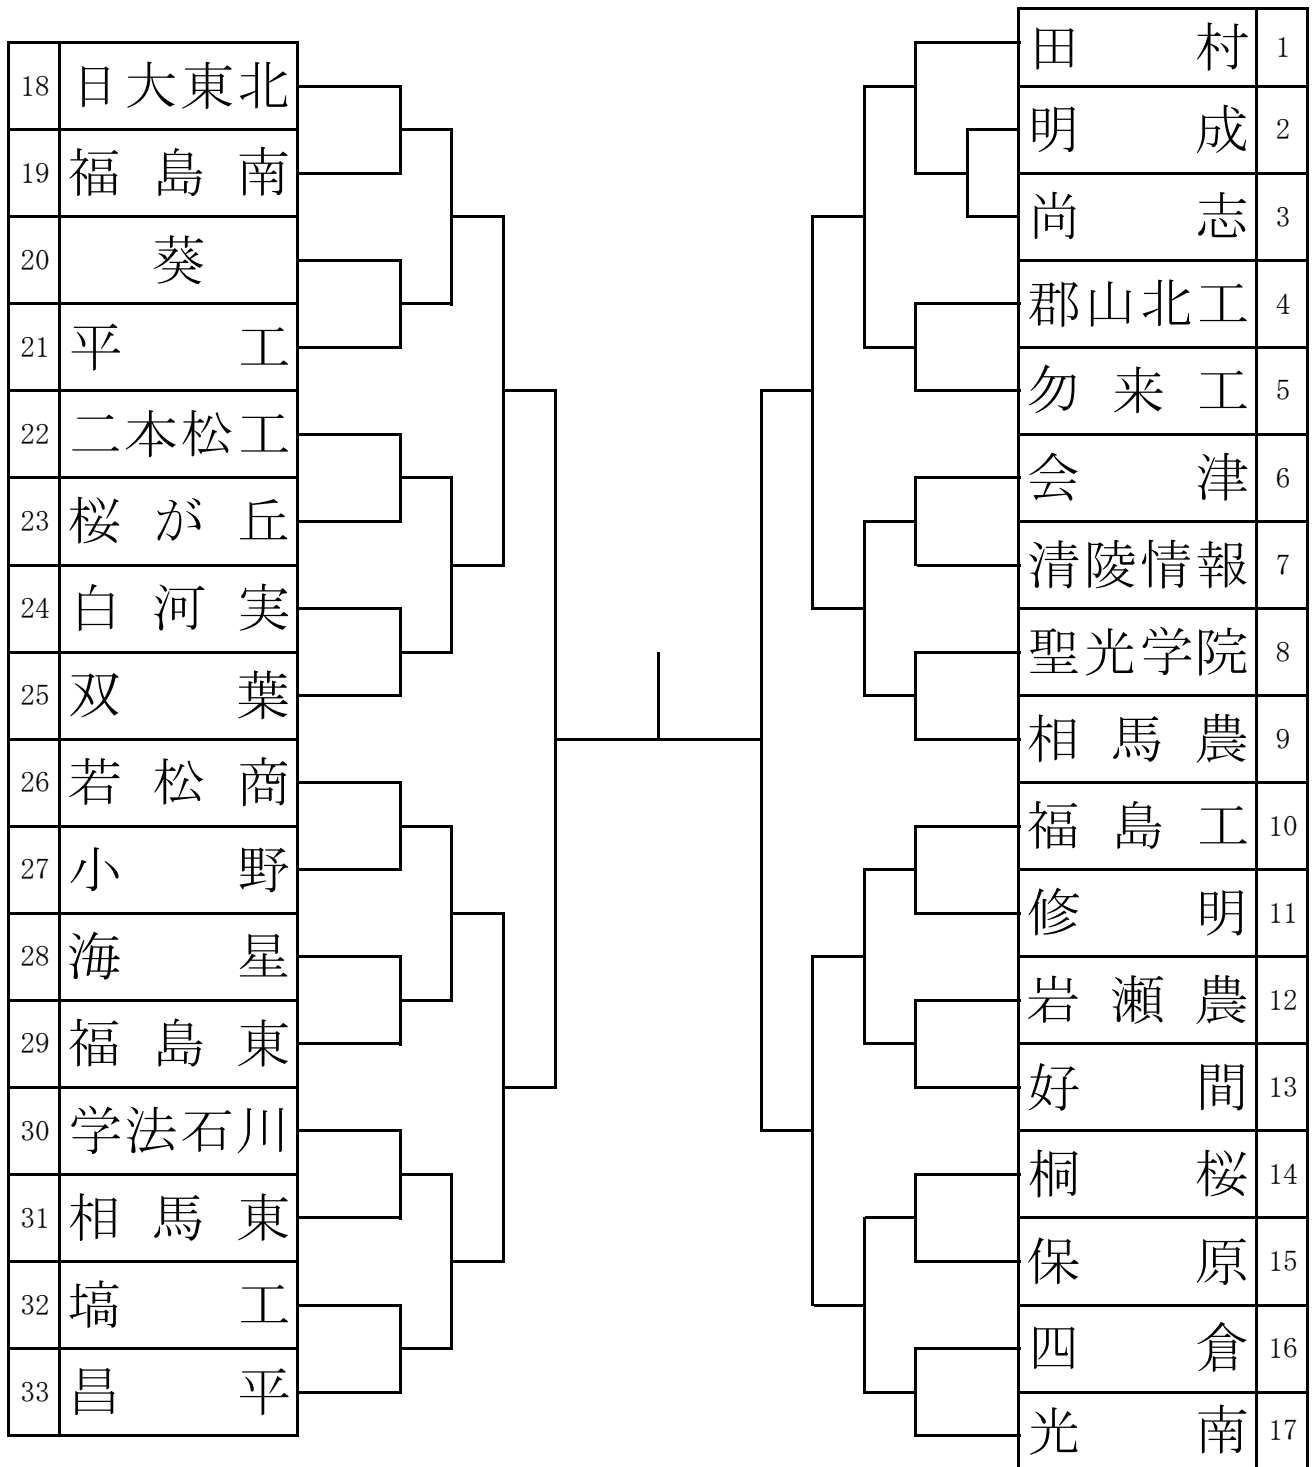 18 日大東北
19 福島南
20 葵
21 平工
22 二本松工
23 桜が丘
24 白河実
25 双葉
26 若松商
27 小野
28 海星
29 福島東
30 学法石川
31 相馬東
32 塙工
33 昌平
田村 1
明成 2
尚志 3
郡山北工 4
勿来工 5
会津 6
清陵情報 7
聖光学院 8
相馬農 9
福島工 10
修明 11
岩瀬農 12
好間 13
桐桜 14
保原 15
四倉 16
光南 17